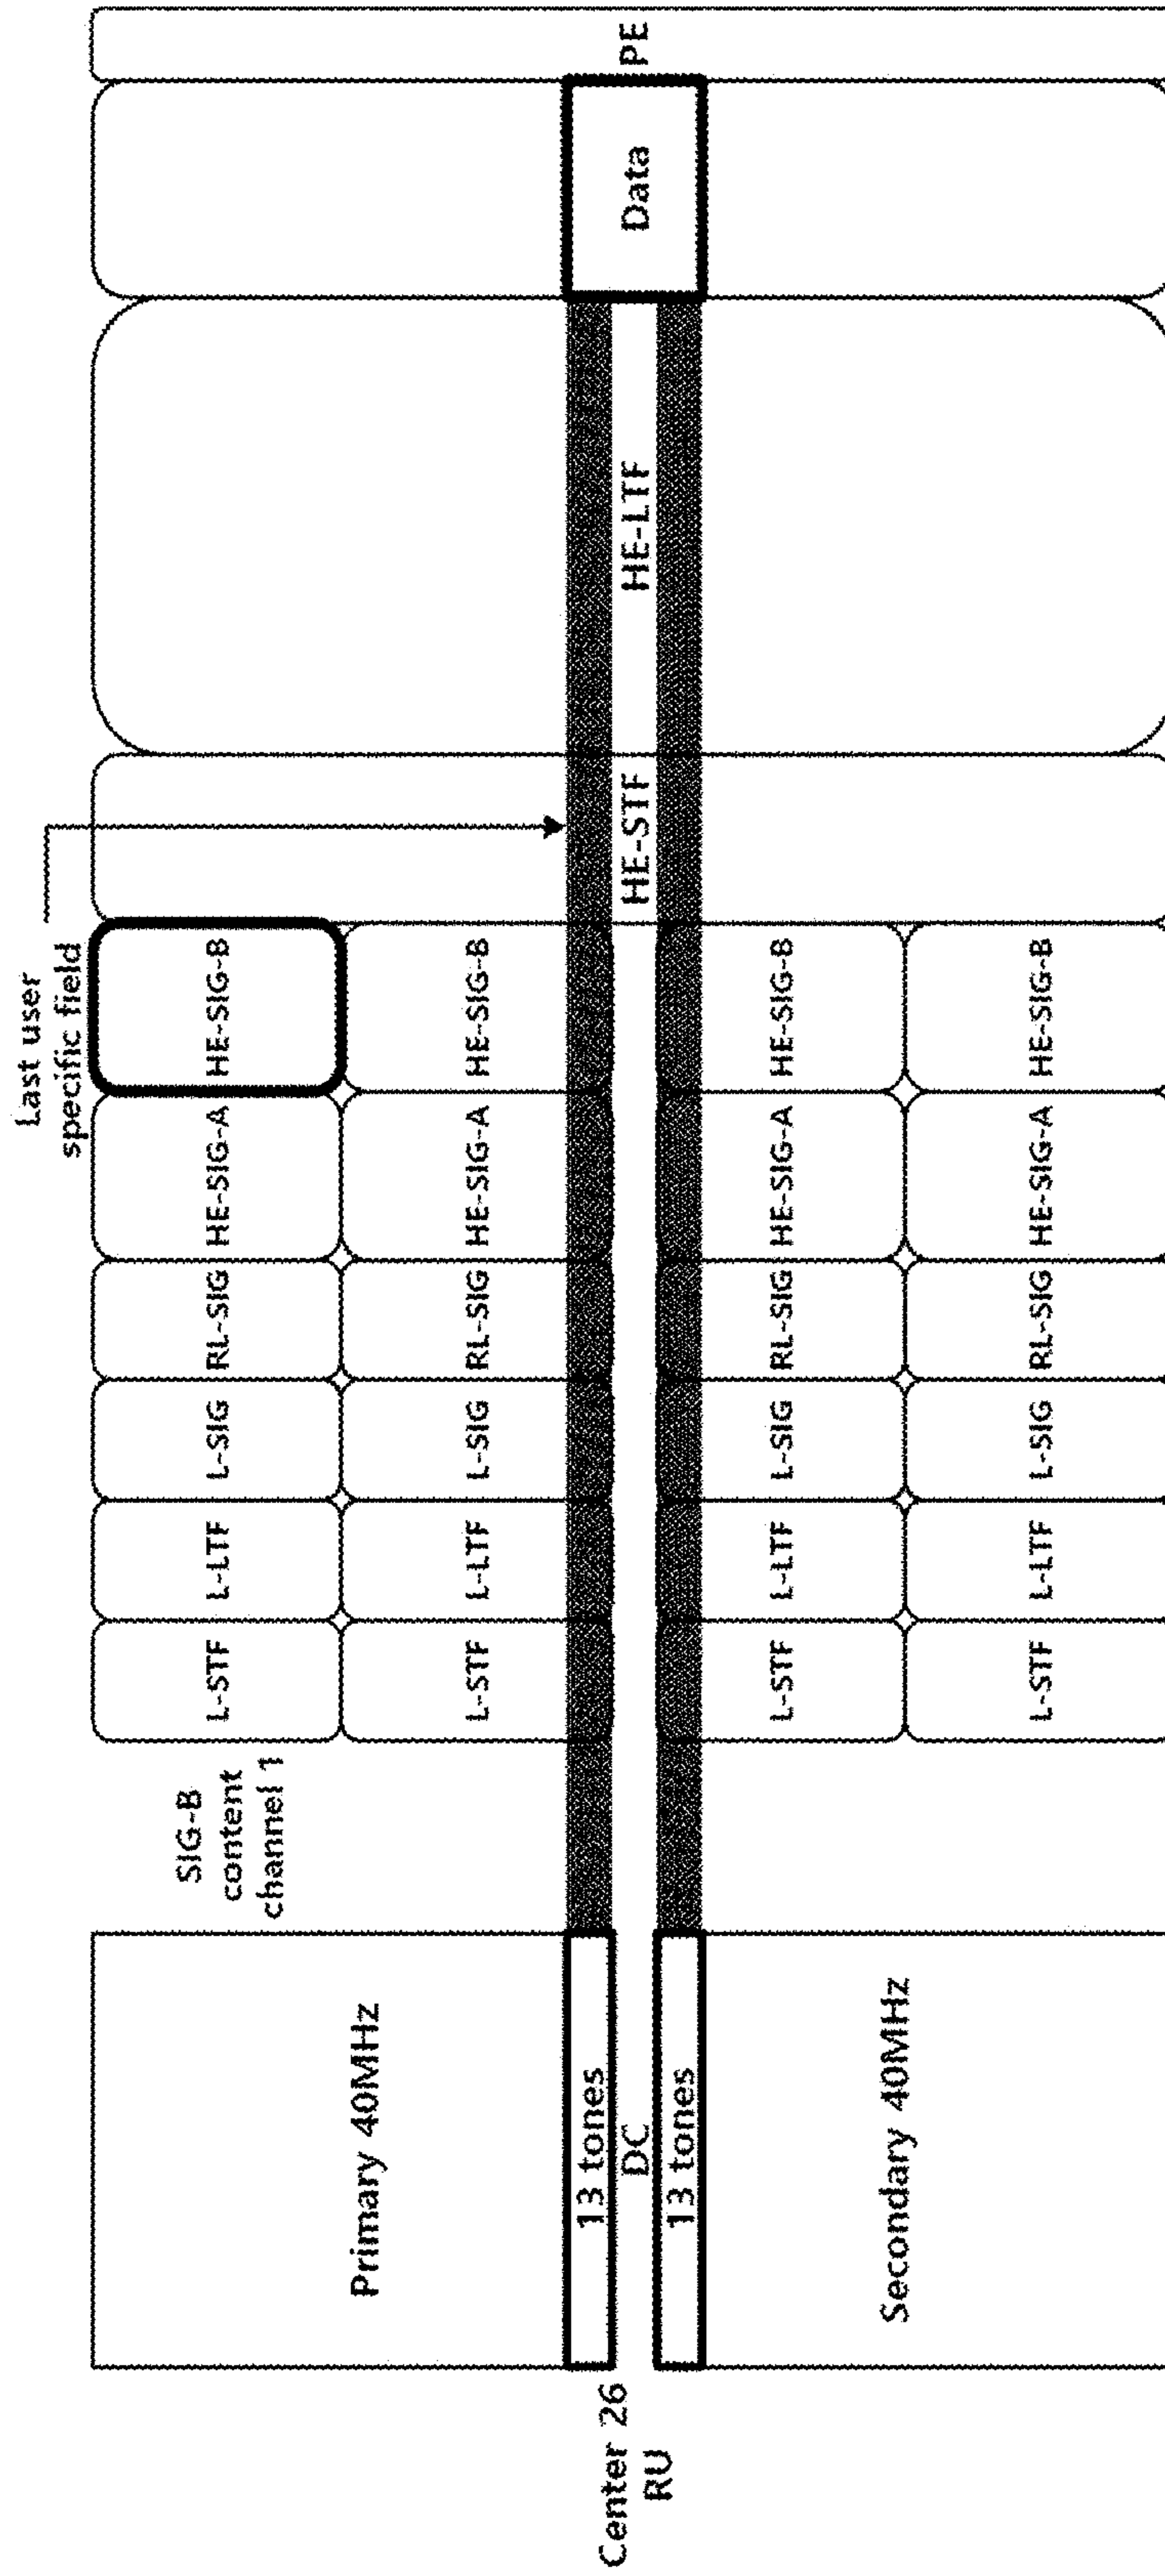 Last user
specific field
SIG-B
content
channel 1
L-STF
L-LTF
L-SIG
RL-SIG
HE-SIG-A
HE-SIG-B
L-STF
L-LTF
L-SIG
RL-SIG
HE-SIG-A
HE-SIG-B
Primary 40MHz
Center 26
RU
13 tones
DC
13 tones
HE-STF
HE-LTF
Data
PE
L-STF
L-LTF
L-SIG
RL-SIG
HE-SIG-A
HE-SIG-B
Secondary 40MHz
L-STF
L-LTF
L-SIG
RL-SIG
HE-SIG-A
HE-SIG-B